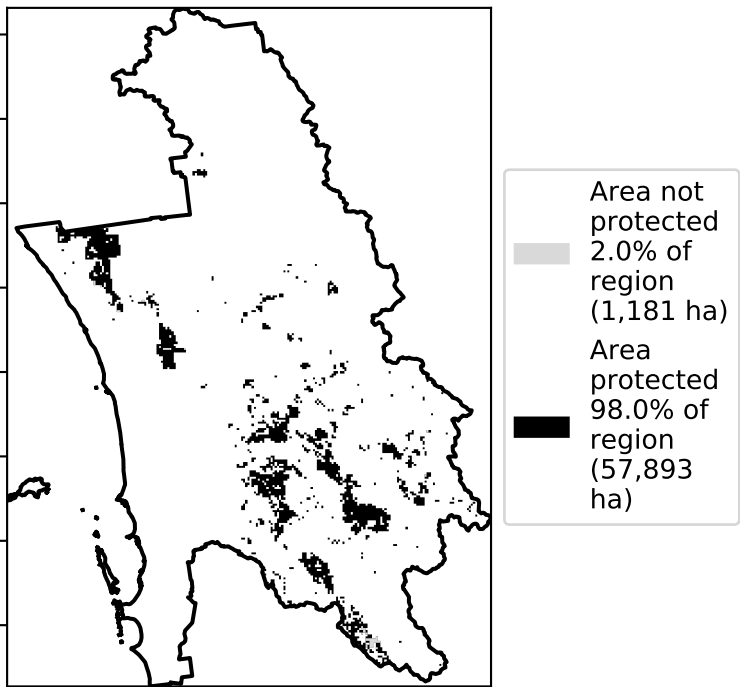 Area not
protected
2.0% of
region
(1,181 ha)
Area
protected
98.0% of
region
(57,893
ha)